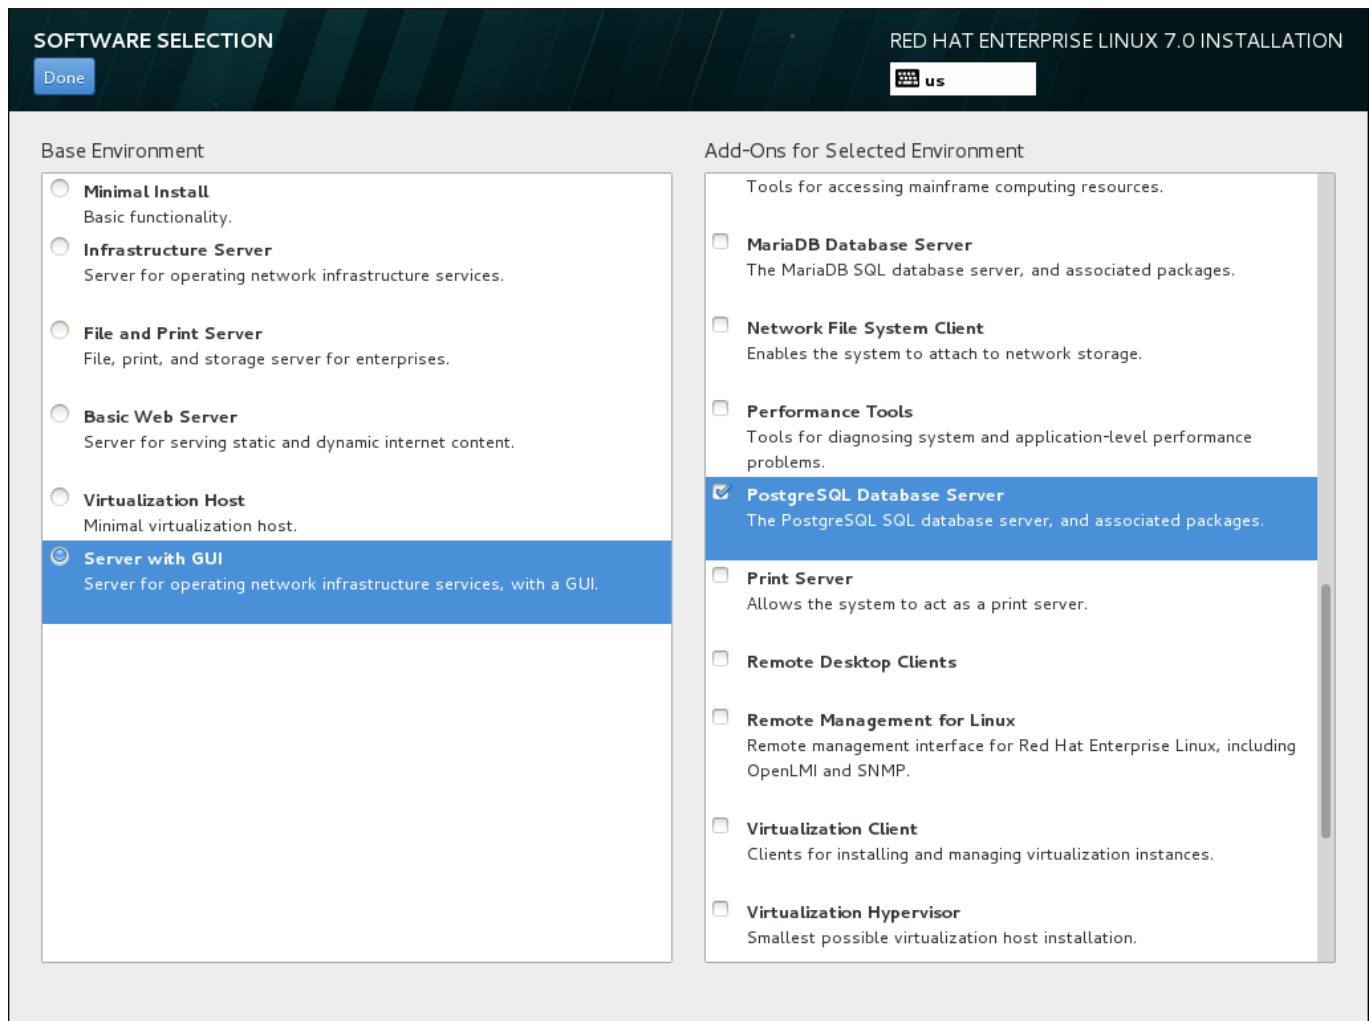 SOFTWARE SELECTION
Done
RED HAT ENTERPRISE LINUX 7.0 INSTALLATION
us
Base Environment
Minimal Install
Basic functionality.
Infrastructure Server
Server for operating network infrastructure services.
File and Print Server
File, print, and storage server for enterprises.
Basic Web Server
Server for serving static and dynamic internet content.
Virtualization Host
Minimal virtualization host.
Server with GUI
Server for operating network infrastructure services, with a GUI.
Add-Ons for Selected Environment
Tools for accessing mainframe computing resources.
MariaDB Database Server
The MariaDB SQL database server, and associated packages.
Network File System Client
Enables the system to attach to network storage.
Performance Tools
Tools for diagnosing system and application-level performance
problems.
PostgreSQL Database Server
The PostgreSQL SQL database server, and associated packages.
Print Server
Allows the system to act as a print server.
Remote Desktop Clients
Remote Management for Linux
Remote management interface for Red Hat Enterprise Linux, including
OpenLMI and SNMP.
Virtualization Client
Clients for installing and managing virtualization instances.
Virtualization Hypervisor
Smallest possible virtualization host installation.